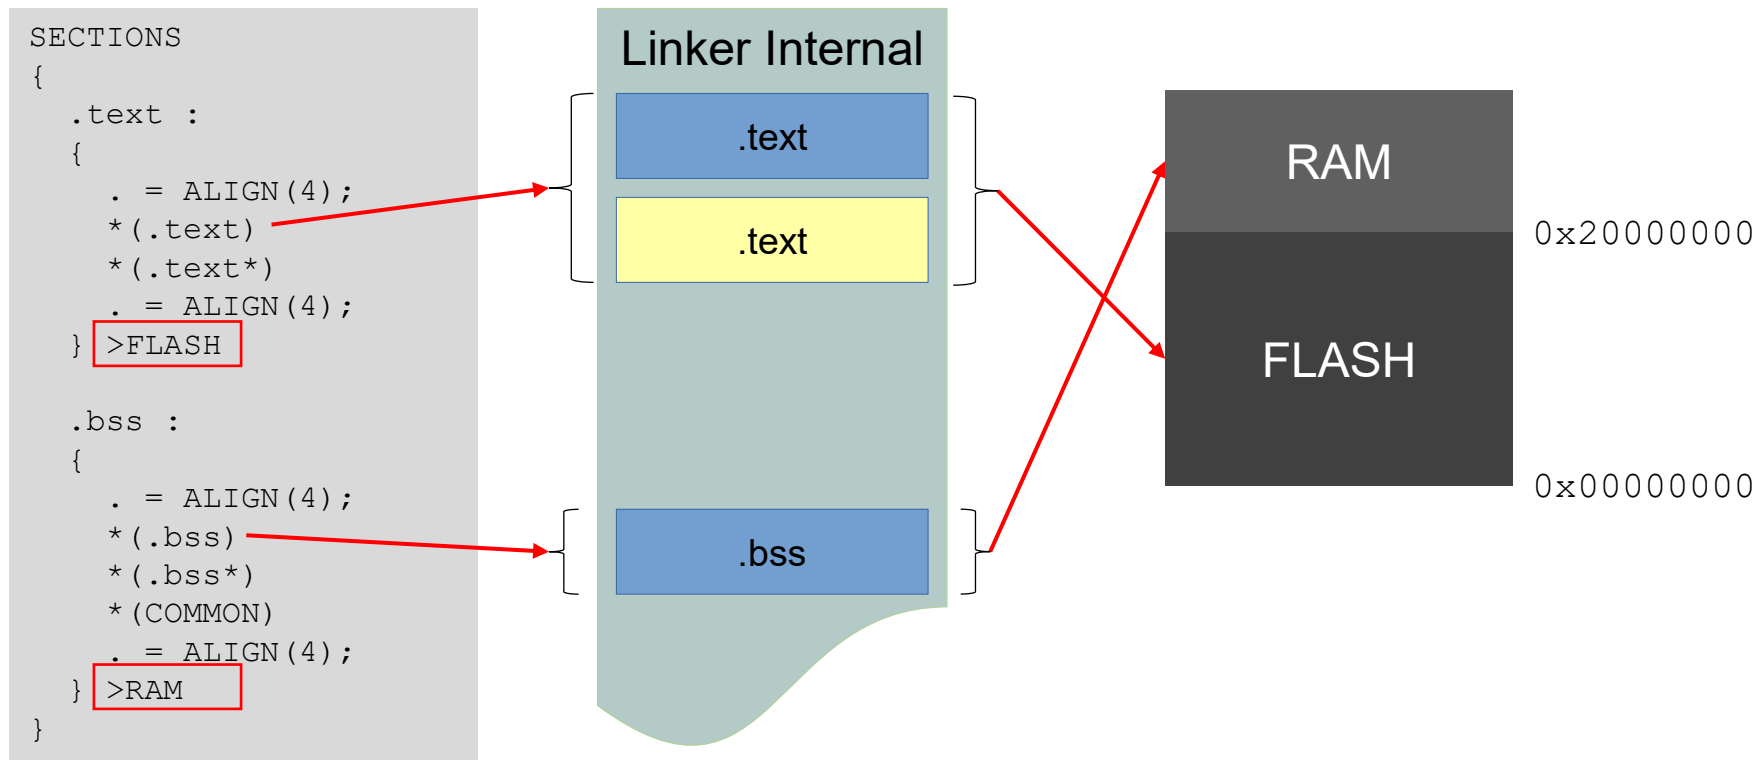 SECTIONS
{
  .text :
  {
    . = ALIGN(4);
    *(.text)
    *(.text*)
    . = ALIGN(4);
  } >FLASH

  .bss :
  {
    . = ALIGN(4);
    *(.bss)
    *(.bss*)
    *(COMMON)
    . = ALIGN(4);
  } >RAM
}
Linker Internal
.text
.text
.bss
RAM
0x20000000
FLASH
0x00000000